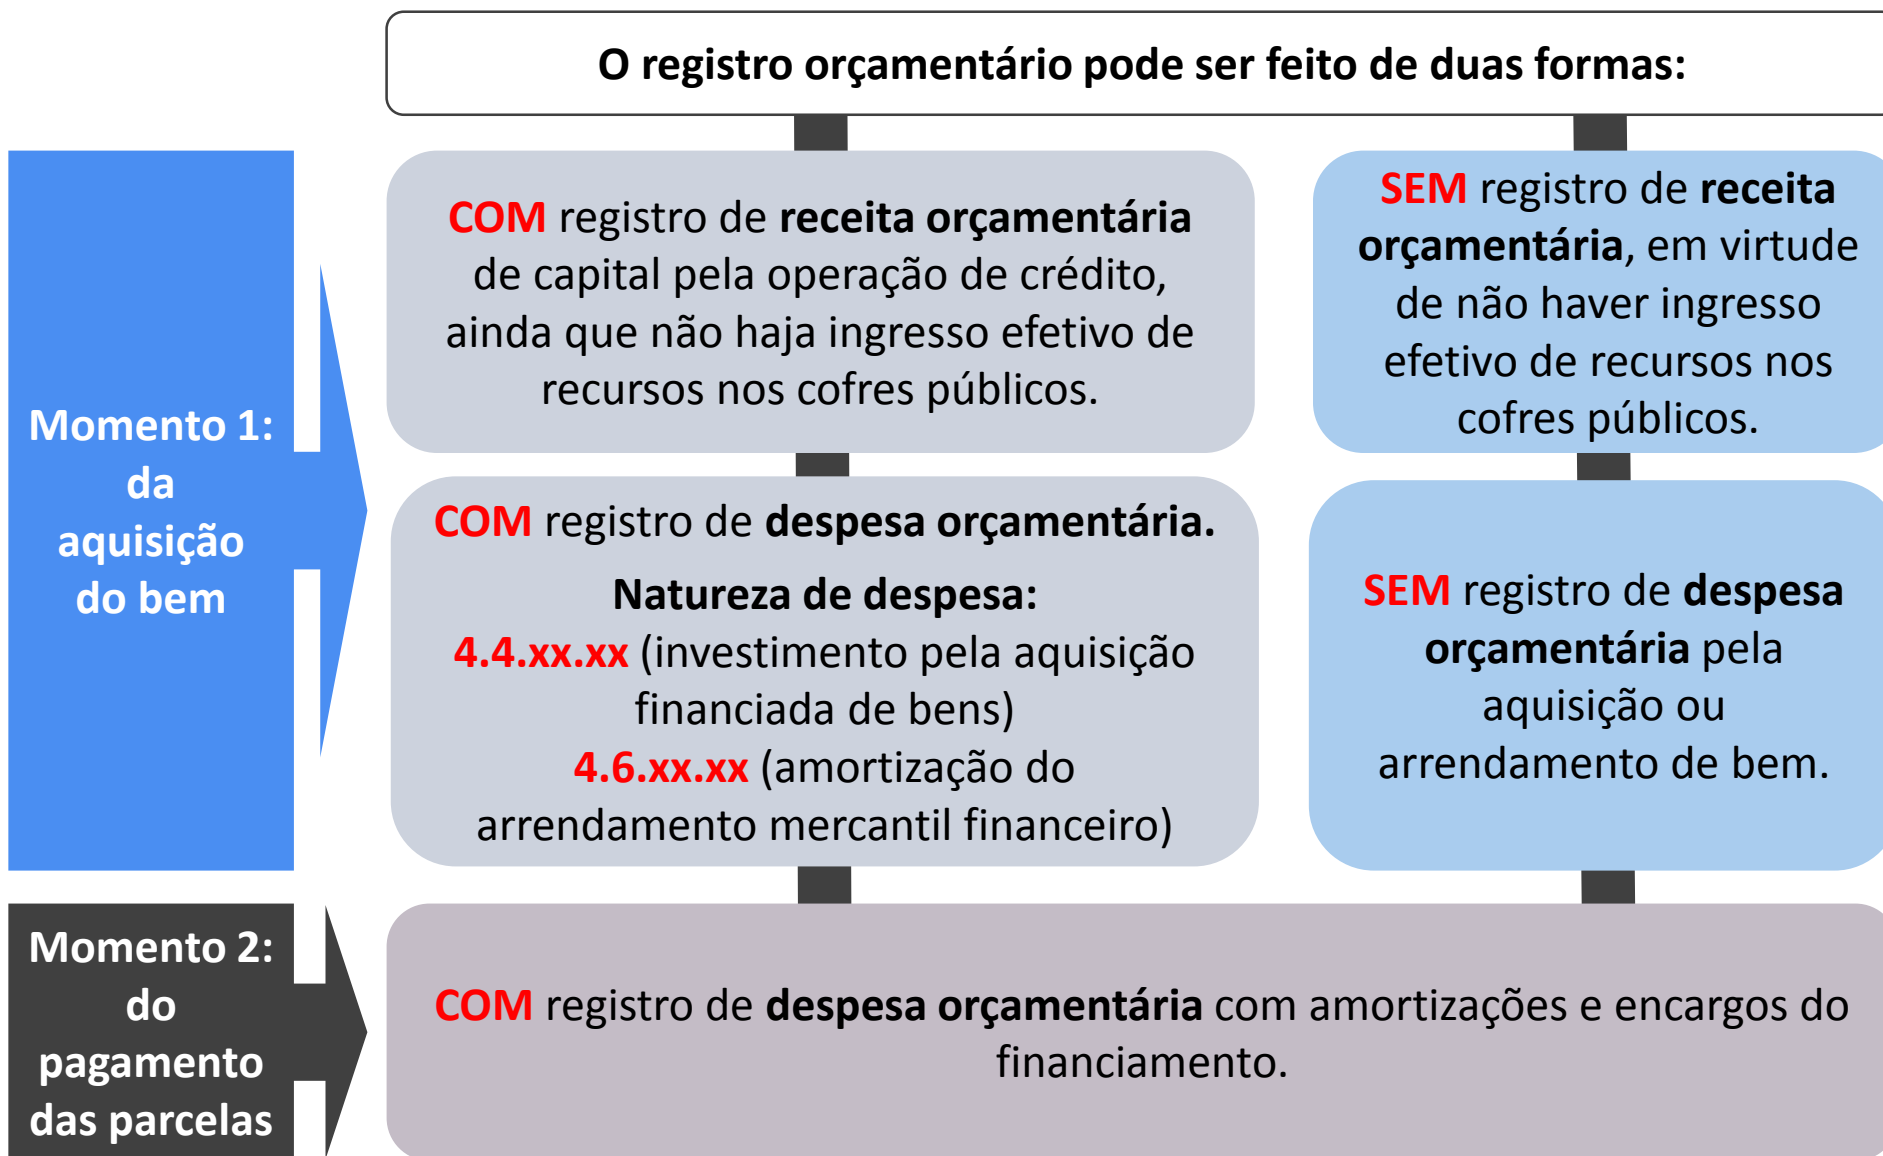 O registro orçamentário pode ser feito de duas formas:
Momento 1:
da
aquisição
do bem
COM registro de receita orçamentária
de capital pela operação de crédito,
ainda que não haja ingresso efetivo de
recursos nos cofres públicos.
SEM registro de receita
orçamentária, em virtude
de não haver ingresso
efetivo de recursos nos
cofres públicos.
COM registro de despesa orçamentária.
Natureza de despesa:
4.4.xx.xx (investimento pela aquisição
financiada de bens)
4.6.xx.xx (amortização do
arrendamento mercantil financeiro)
SEM registro de despesa
orçamentária pela
aquisição ou
arrendamento de bem.
Momento 2:
do
pagamento
das parcelas
COM registro de despesa orçamentária com amortizações e encargos do
financiamento.